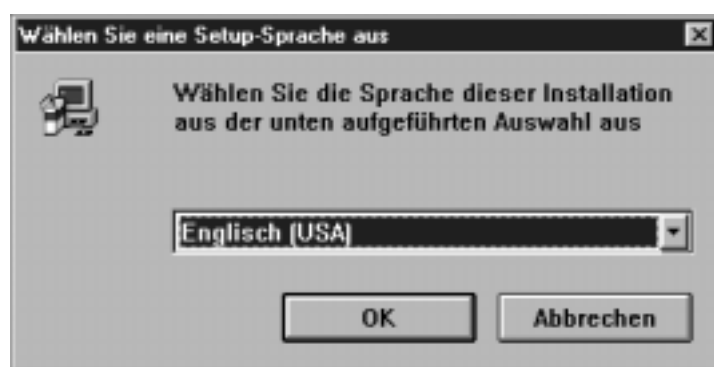 Wählen Sie eine Setup-Sprache aus
Wählen Sie die Sprache dieser Installation
aus der unten aufgeführten Auswahl aus
Englisch (USA)
OK
Abbrechen